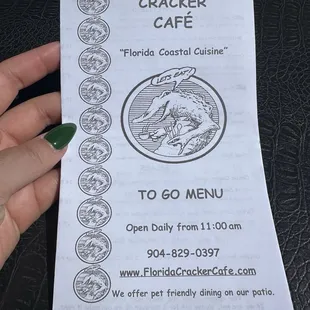 CRACKER
CAFÉ
"Florida Coastal Cuisine"
LETS EAT!
TO GO MENU
Open Daily from 11:00 am
904-829-0397
www.FloridaCrackerCafe.com
We offer pet friendly dining on our patio.